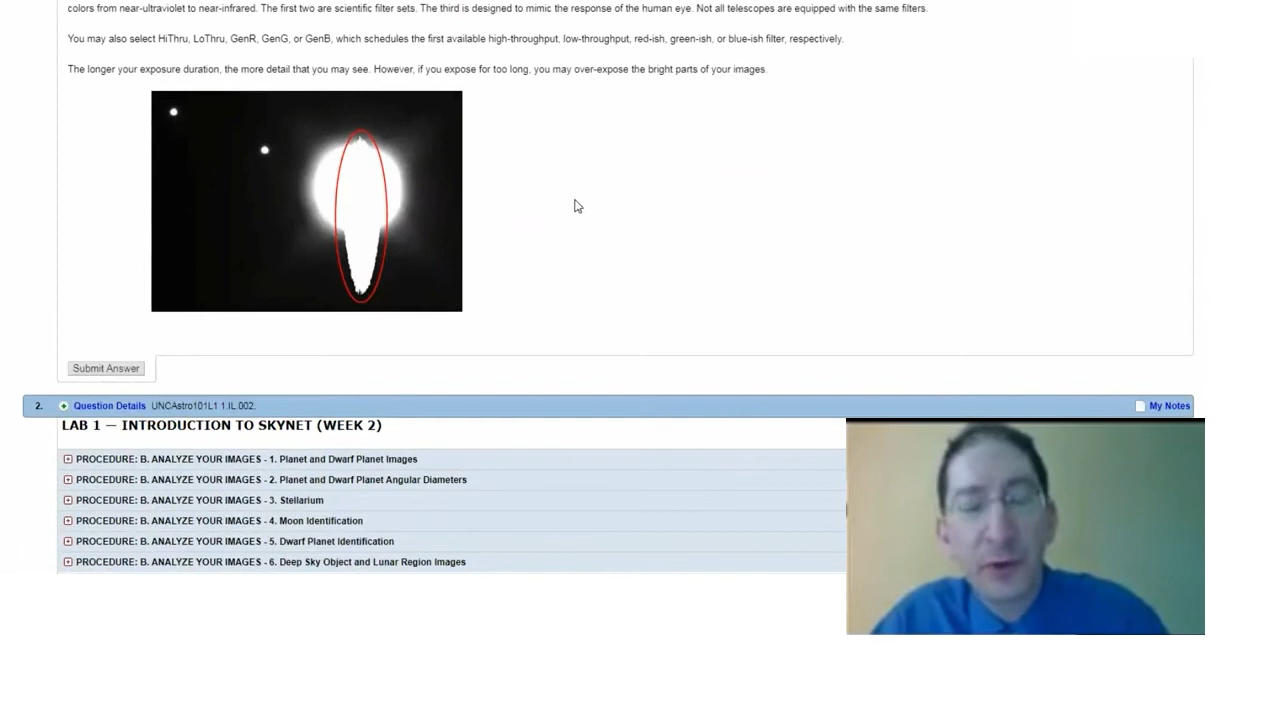 colors from near-ultraviolet to near-infrared. The first two are scientific filter sets. The third is designed to mimic the response of the human eye. Not all telescopes are equipped with the same filters.
You may also select HiThru, LoThru, GenR, GenG, or GenB, which schedules the first available high-throughput, low-throughput, red-ish, green-ish, or blue-ish filter, respectively.
The longer your exposure duration, the more detail that you may see. However, if you expose for too long, you may over-expose the bright parts of your images.
Submit Answer
2. Question Details UNCAstro101L1 1.IL.002. My Notes
LAB 1 — INTRODUCTION TO SKYNET (WEEK 2)
PROCEDURE: B. ANALYZE YOUR IMAGES - 1. Planet and Dwarf Planet Images
PROCEDURE: B. ANALYZE YOUR IMAGES - 2. Planet and Dwarf Planet Angular Diameters
PROCEDURE: B. ANALYZE YOUR IMAGES - 3. Stellarium
PROCEDURE: B. ANALYZE YOUR IMAGES - 4. Moon Identification
PROCEDURE: B. ANALYZE YOUR IMAGES - 5. Dwarf Planet Identification
PROCEDURE: B. ANALYZE YOUR IMAGES - 6. Deep Sky Object and Lunar Region Images